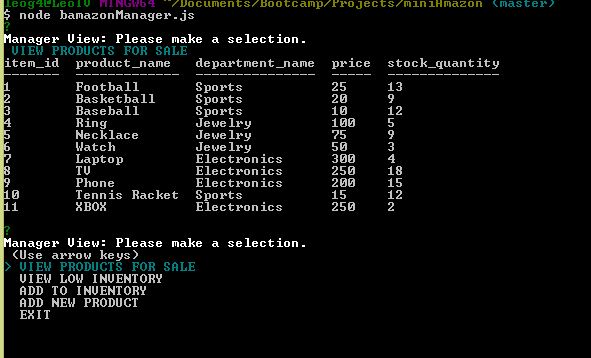 leog4@LeoIV MINGW64 ~/Documents/Bootcamp/Projects/miniAmazon (master)
$ node bamazonManager.js
?
Manager View: Please make a selection.
VIEW PRODUCTS FOR SALE
item_id  product_name  department_name  price  stock_quantity
-------  -------------  ---------------  -----  --------------
1  Football  Sports  25  13
2  Basketball  Sports  20  9
3  Baseball  Sports  10  12
4  Ring  Jewelry  100  5
5  Necklace  Jewelry  75  9
6  Watch  Jewelry  50  3
7  Laptop  Electronics  300  4
8  TV  Electronics  250  18
9  Phone  Electronics  200  15
10  Tennis Racket  Sports  15  12
11  XBOX  Electronics  250  2
?
Manager View: Please make a selection.
(Use arrow keys)
> VIEW PRODUCTS FOR SALE
VIEW LOW INVENTORY
ADD TO INVENTORY
ADD NEW PRODUCT
EXIT